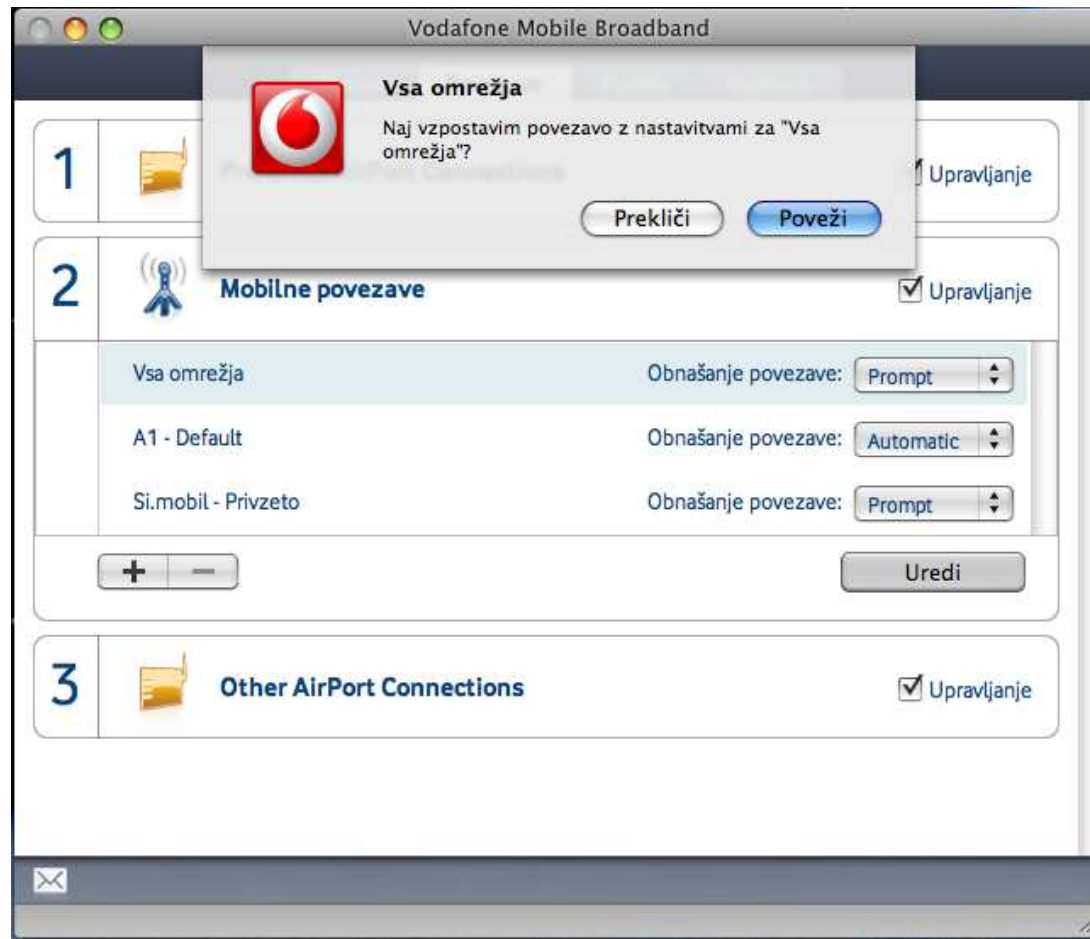 Vodafone Mobile Broadband
Vsa omrežja
Naj vzpostavim povezavo z nastavitvami za "Vsa
omrežja"?
Prekliči
Poveži
1
Upravljanje
2
Mobilne povezave
Upravljanje
Vsa omrežja
Obnašanje povezave:
Prompt
A1 - Default
Obnašanje povezave:
Automatic
Si.mobil - Privzeto
Obnašanje povezave:
Prompt
+
−
Uredi
3
Other AirPort Connections
Upravljanje